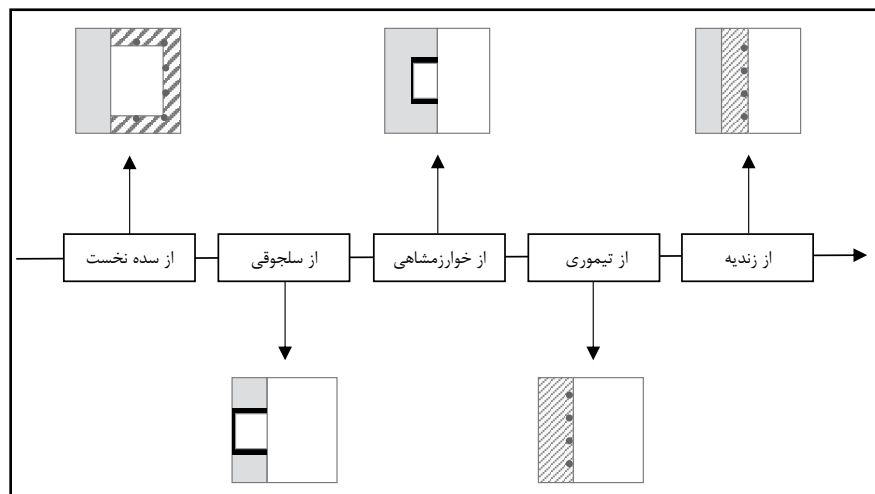 از سده نخست
از سلجوقی
از خوارزمشاهی
از تیموری
از زندیه